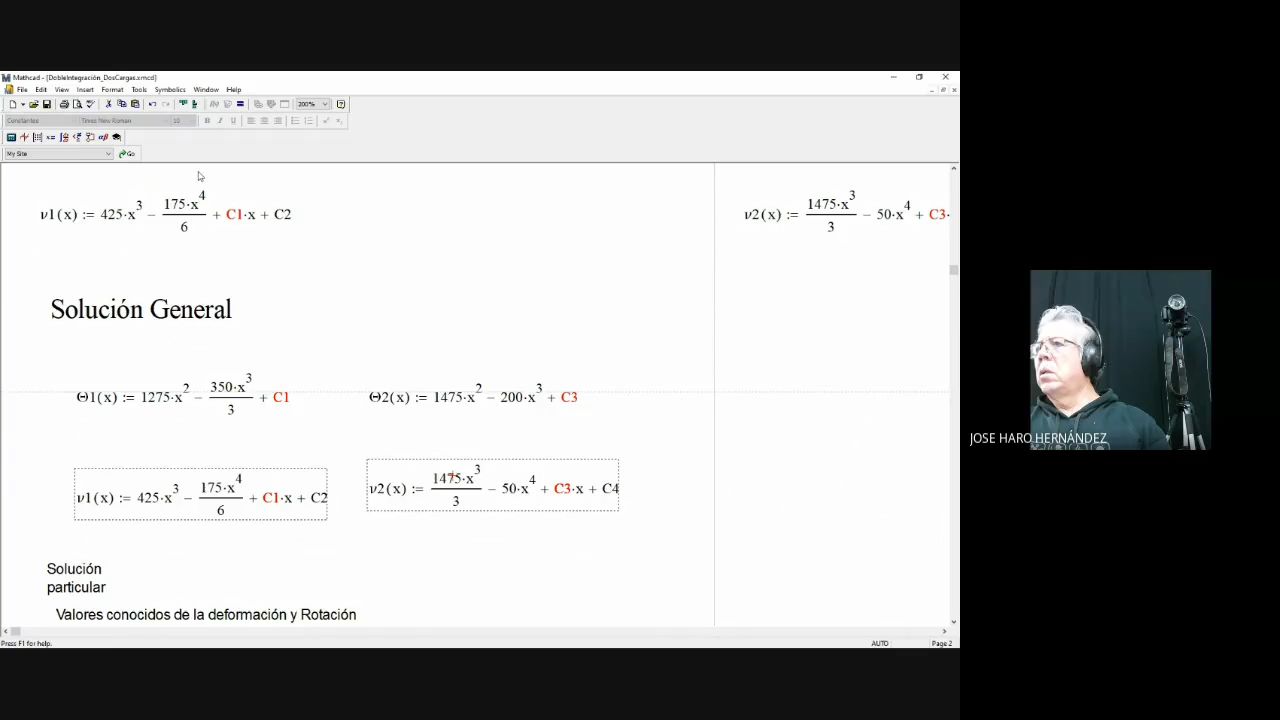 Mathcad - [DobleIntegración_DosCargas.xmcd]
File Edit View Insert Format Tools Symbolics Window Help
200%
Constantes Times New Roman 10 B I U
My Site Go
ν1(x) := 425·x^3 − 175·x^4/6 + C1·x + C2
ν2(x) := 1475·x^3/3 − 50·x^4 + C3·
Solución General
Θ1(x) := 1275·x^2 − 350·x^3/3 + C1
Θ2(x) := 1475·x^2 − 200·x^3 + C3
ν1(x) := 425·x^3 − 175·x^4/6 + C1·x + C2
ν2(x) := 1475·x^3/3 − 50·x^4 + C3·x + C4
Solución
particular
Valores conocidos de la deformación y Rotación
Press F1 for help.
AUTO
Page 2
JOSE HARO HERNÁNDEZ